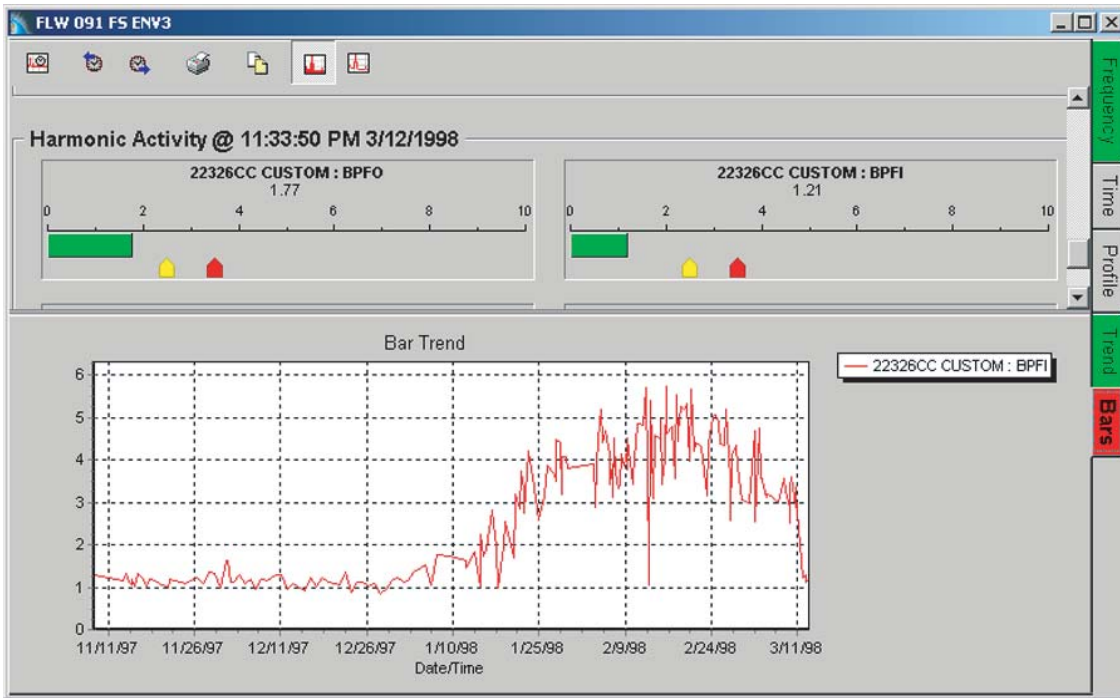 FLW 091 FS ENV3
Frequency
Time
Profile
Trend
Bars
Harmonic Activity @ 11:33:50 PM 3/12/1998
22326CC CUSTOM : BPFO
1.77
0 2 4 6 8 10
22326CC CUSTOM : BPFI
1.21
0 2 4 6 8 10
Bar Trend
22326CC CUSTOM : BPFI
6
5
4
3
2
1
0
11/11/97 11/26/97 12/11/97 12/26/97 1/10/98 1/25/98 2/9/98 2/24/98 3/11/98
Date/Time